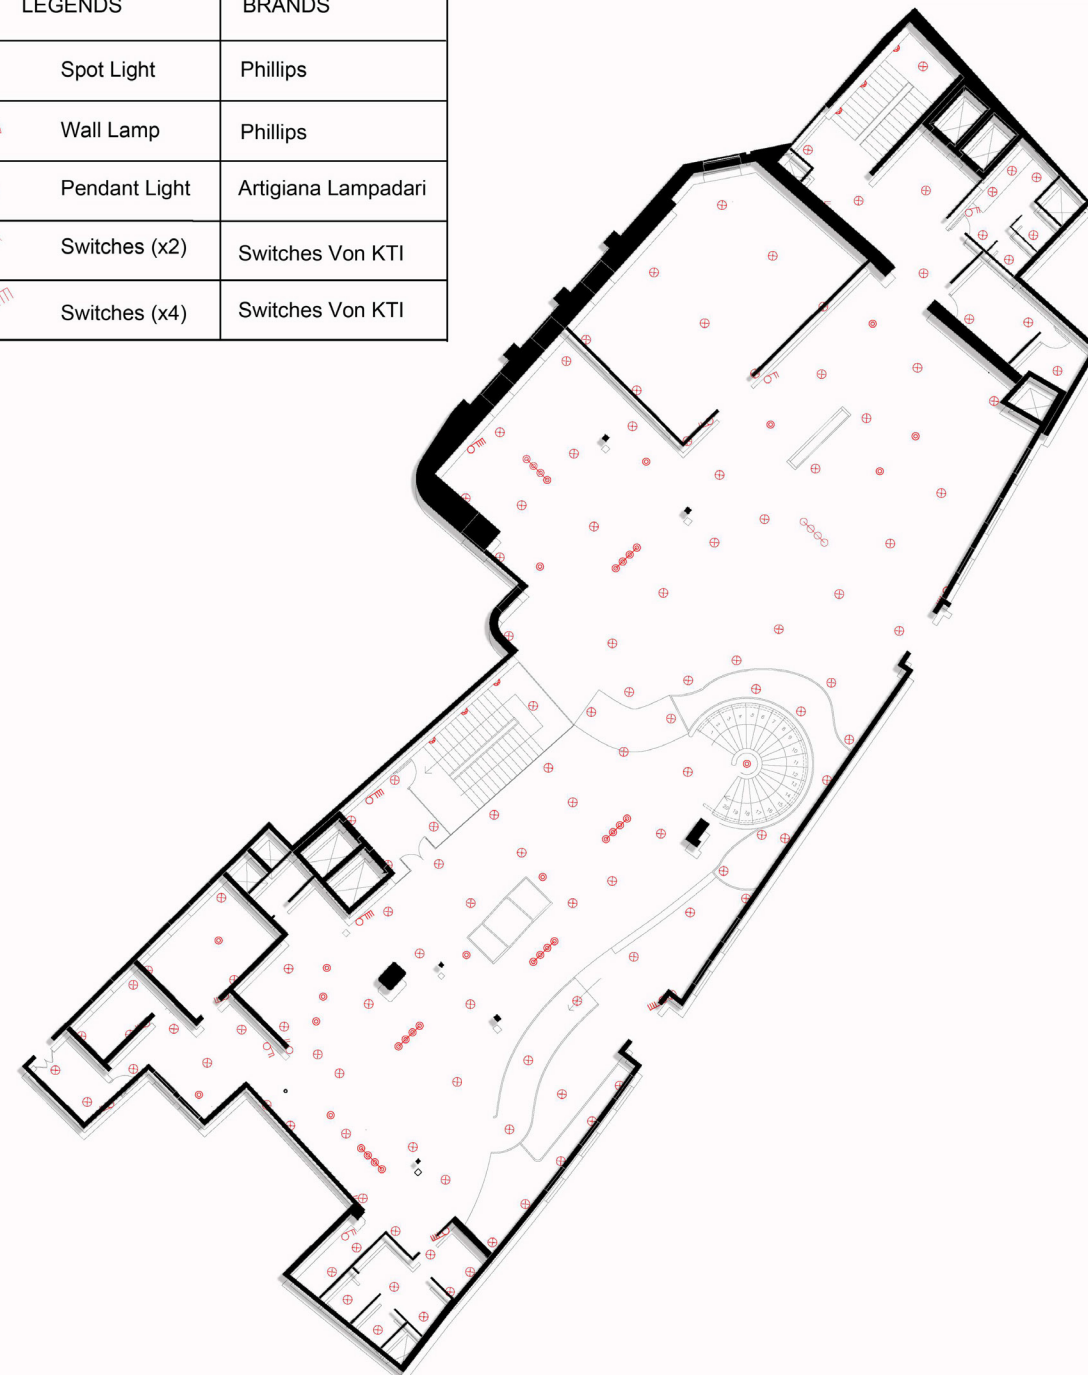 LEGENDS BRANDS
Spot Light Phillips
Wall Lamp Phillips
Pendant Light Artigiana Lampadari
Switches (x2) Switches Von KTI
Switches (x4) Switches Von KTI